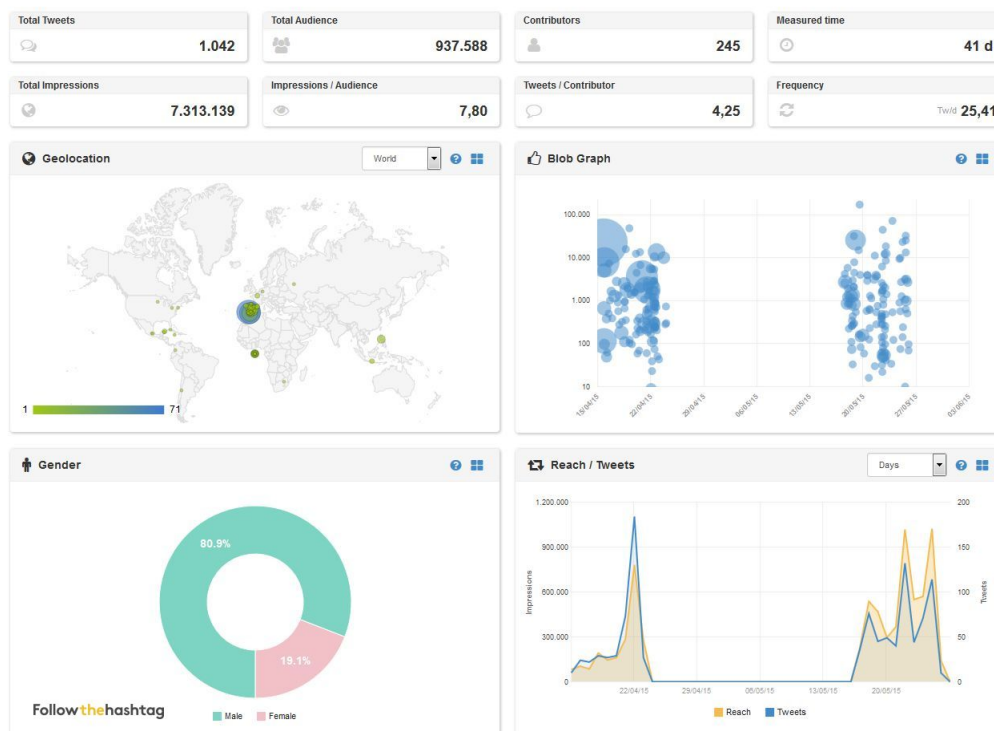 Total Tweets
1.042
Total Audience
937.588
Contributors
245
Measured time
41 d
Total Impressions
7.313.139
Impressions / Audience
7,80
Tweets / Contributor
4,25
Frequency
Tw/d 25,41
Geolocation
World
1
71
Blob Graph
100.000
10.000
1.000
100
10
15/04/15
22/04/15
29/04/15
06/05/15
13/05/15
20/05/15
27/05/15
03/06/15
Gender
80.9%
19.1%
Followthehashtag
Male
Female
Reach / Tweets
Days
1.200.000
900.000
600.000
300.000
0
Impressions
200
150
100
50
0
Tweets
22/04/15
29/04/15
06/05/15
13/05/15
20/05/15
Reach
Tweets